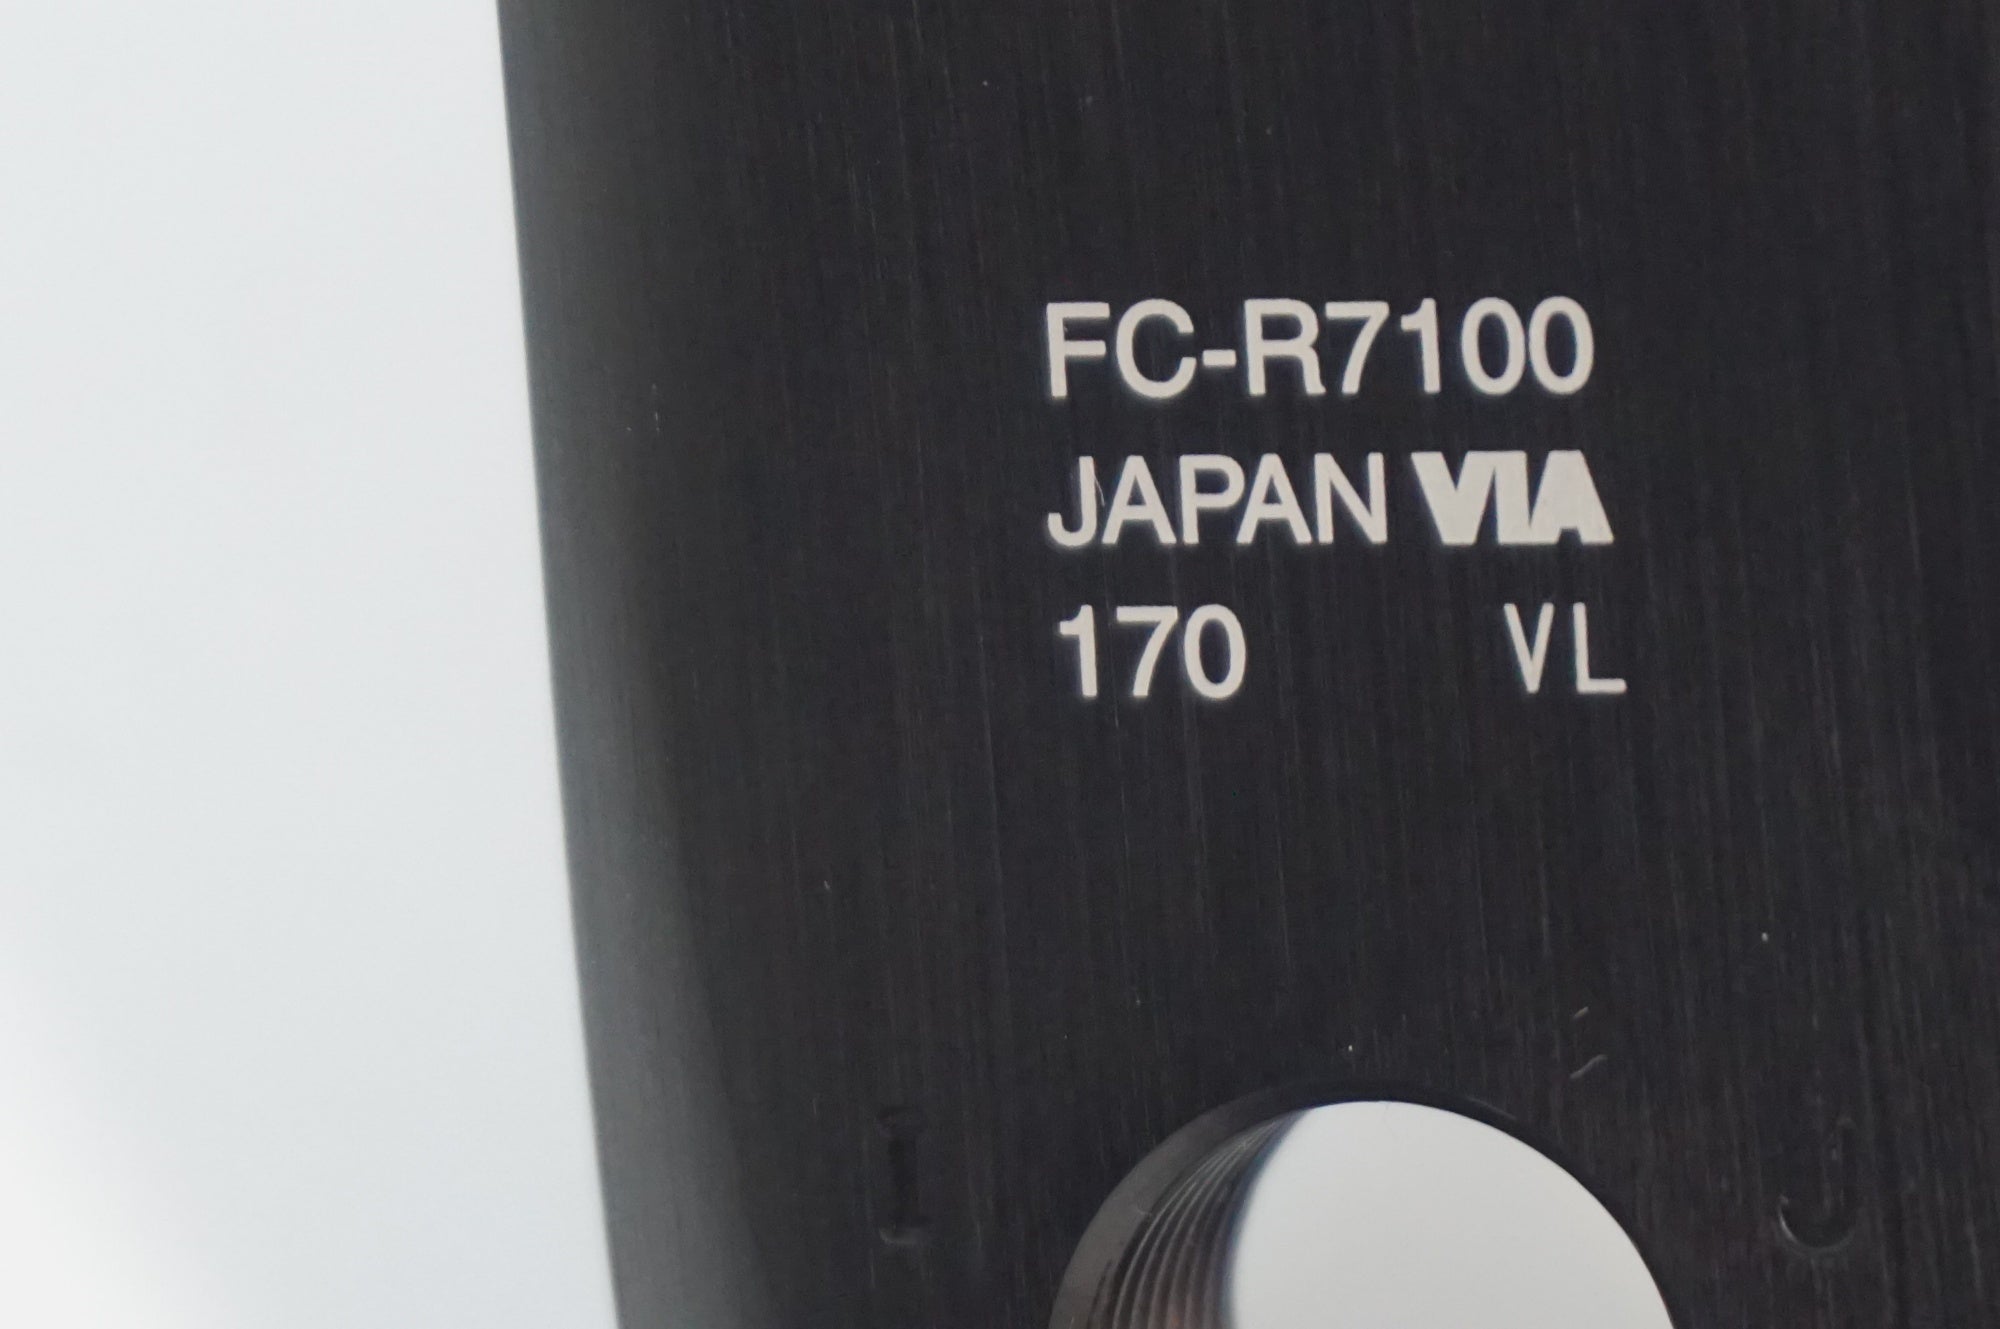 FC-R7100
JAPAN VIA
170 VL
I J